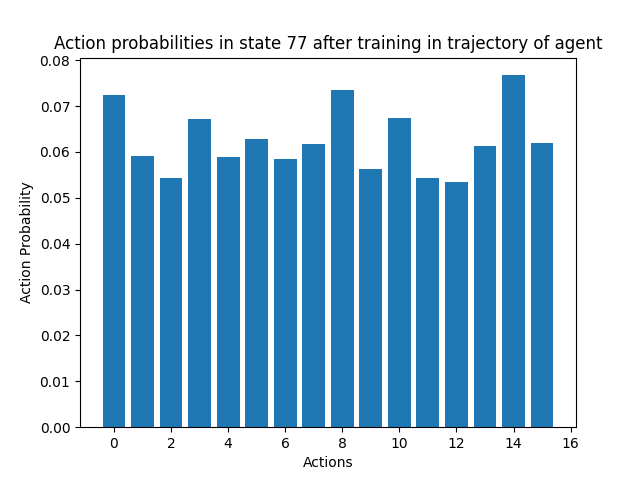 Action probabilities in state 77 after training in trajectory of agent
0.08
0.07
0.06
0.05
0.04
0.03
0.02
0.01
0.00
Action Probability
0 2 4 6 8 10 12 14 16
Actions